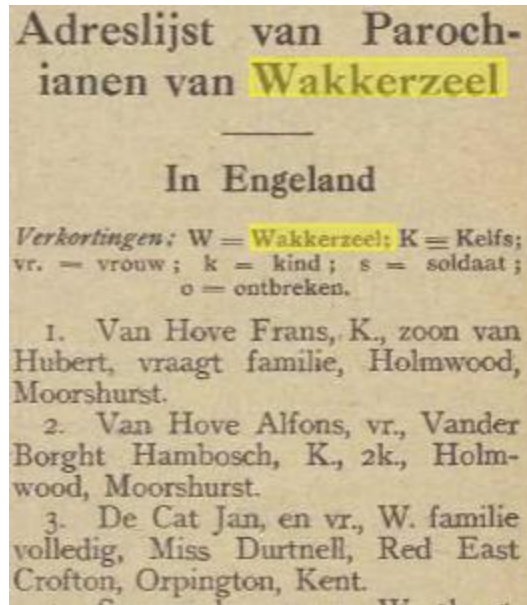 Adreslijst van Paroch-
ianen van Wakkerzeel
In Engeland
Verkortingen: W = Wakkerzeel; K = Kelfs;
vr. = vrouw; k = kind; s = soldaat;
o = ontbreken.
1. Van Hove Frans, K., zoon van
Hubert, vraagt familie, Holmwood,
Moorshurst.
2. Van Hove Alfons, vr., Vander
Borght Hambosch, K., 2k., Holm-
wood, Moorshurst.
3. De Cat Jan, en vr., W. familie
volledig, Miss Durtnell, Red East
Crofton, Orpington, Kent.